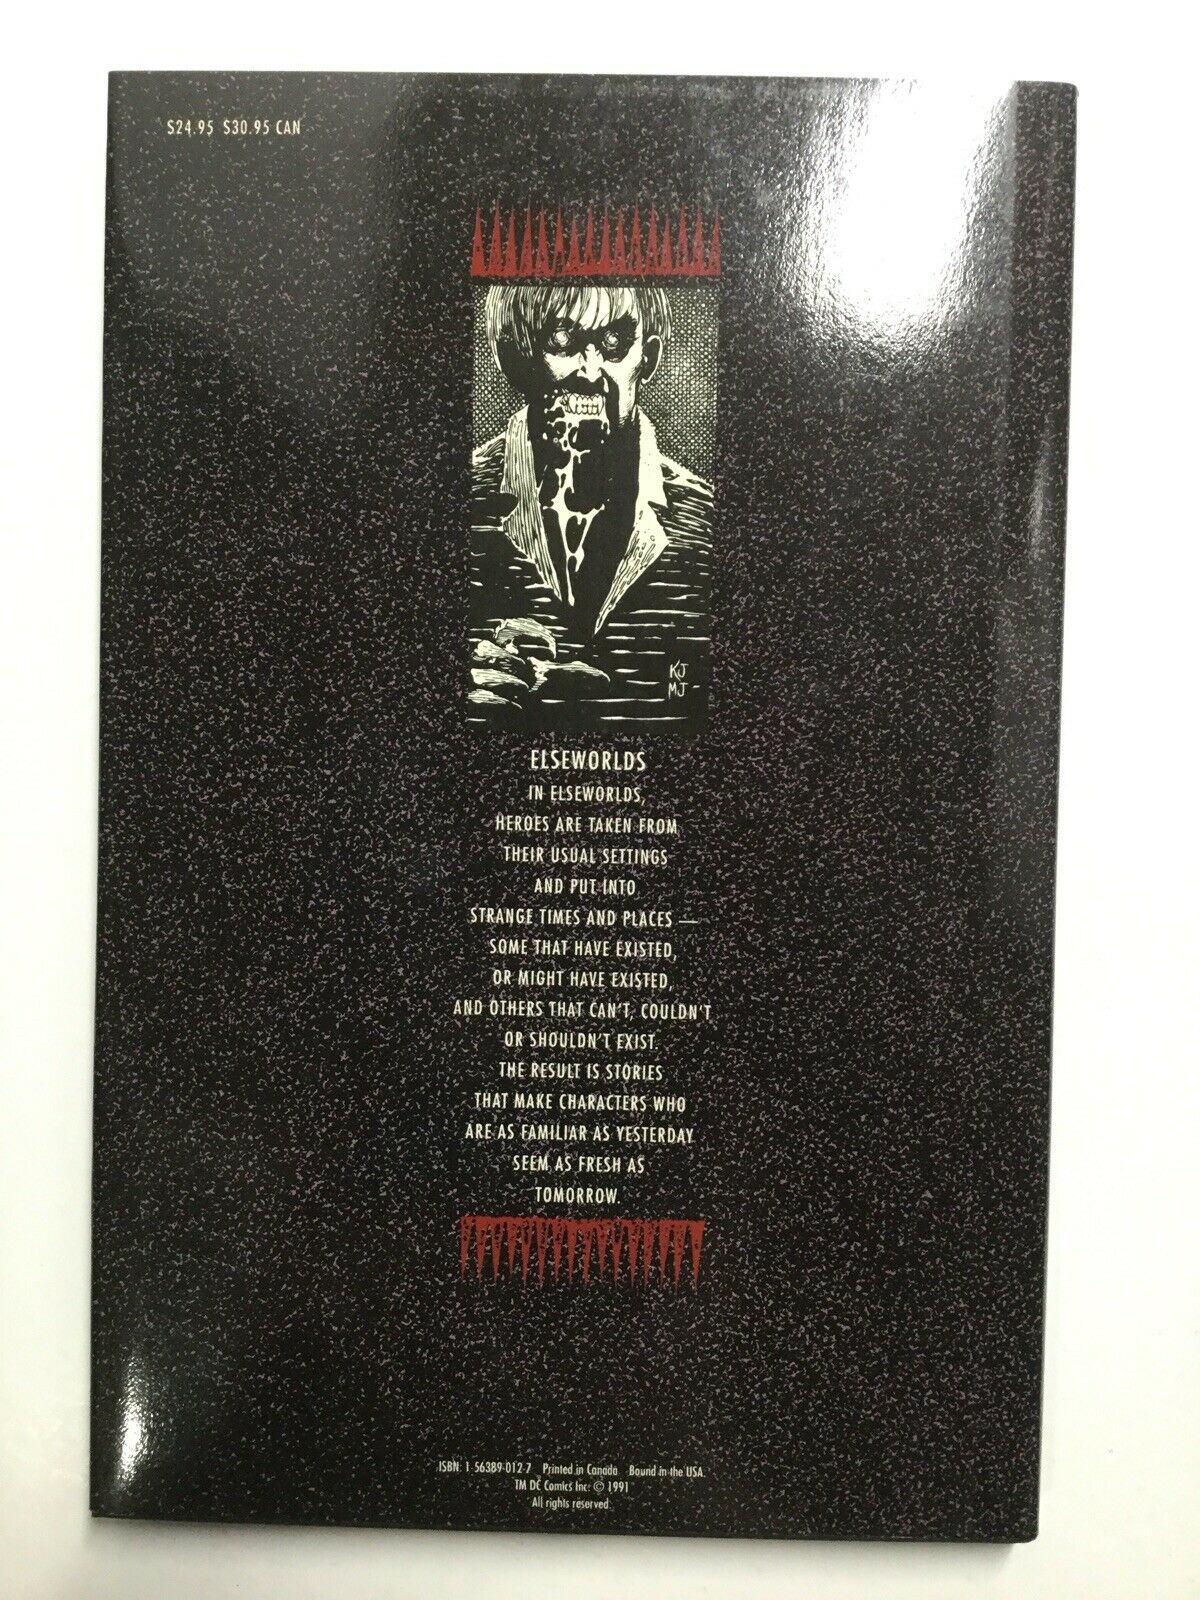 $24.95 $30.95 CAN
KJ
MJ
ELSEWORLDS
IN ELSEWORLDS,
HEROES ARE TAKEN FROM
THEIR USUAL SETTINGS
AND PUT INTO
STRANGE TIMES AND PLACES —
SOME THAT HAVE EXISTED,
OR MIGHT HAVE EXISTED,
AND OTHERS THAT CAN'T, COULDN'T
OR SHOULDN'T EXIST.
THE RESULT IS STORIES
THAT MAKE CHARACTERS WHO
ARE AS FAMILIAR AS YESTERDAY
SEEM AS FRESH AS
TOMORROW.
ISBN: 1-56389-012-7 Printed in Canada. Bound in the USA.
TM DC Comics Inc. © 1991
All rights reserved.